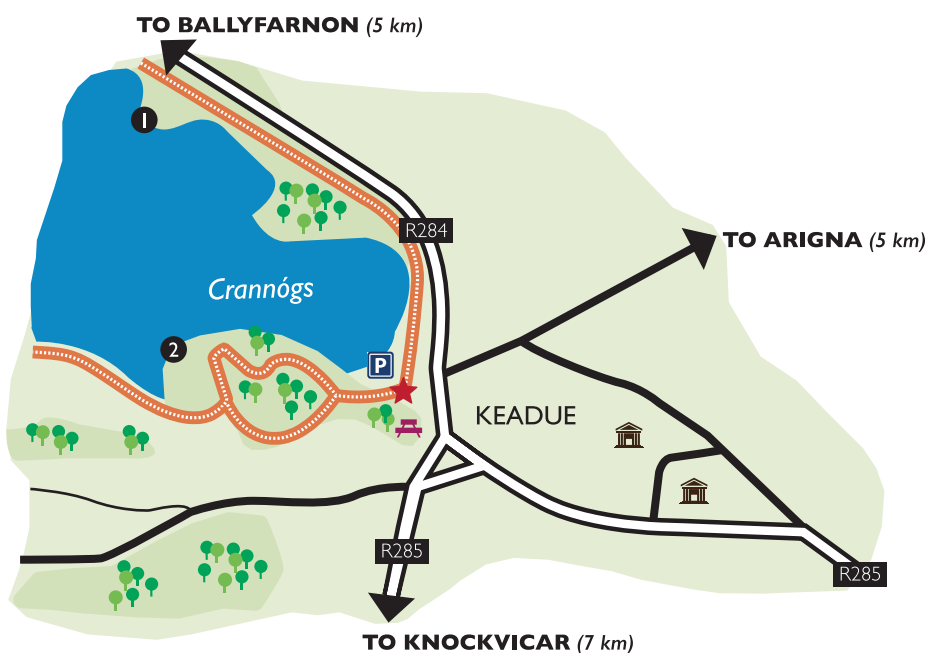 TO BALLYFARNON (5 km)
1
R284
TO ARIGNA (5 km)
Crannógs
2
P
KEADUE
R285
R285
TO KNOCKVICAR (7 km)